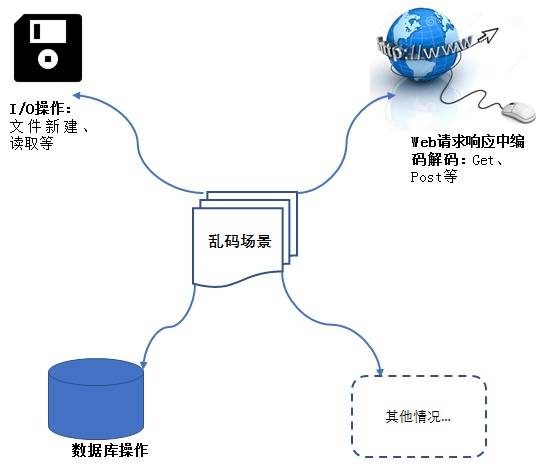 http://www.
I/O操作：
文件新建、
读取等
Web请求响应中编
码解码：Get、
Post等
乱码场景
数据库操作
其他情况...